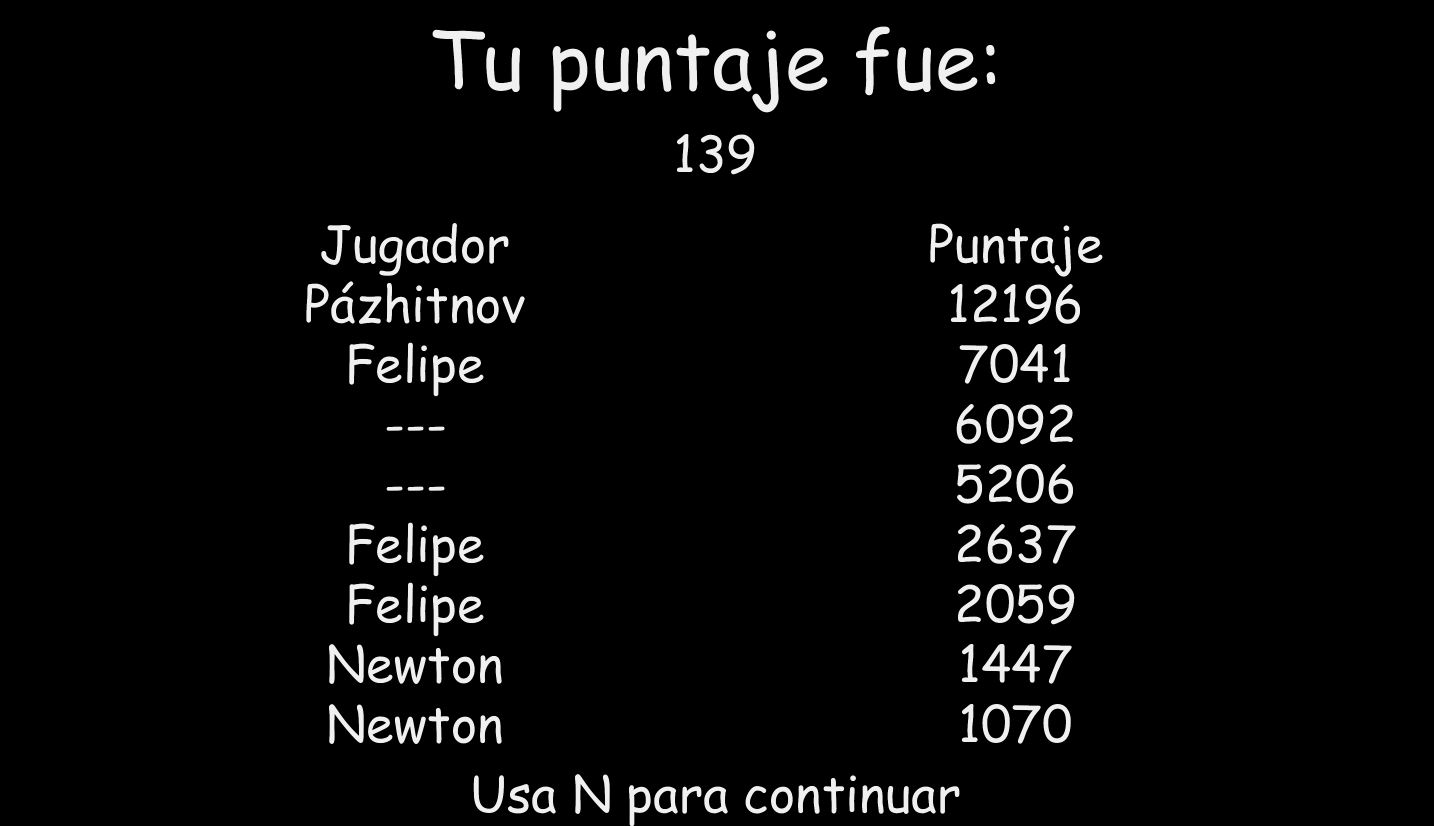 Tu puntaje fue:
139
Jugador Puntaje
Pázhitnov 12196
Felipe 7041
--- 6092
--- 5206
Felipe 2637
Felipe 2059
Newton 1447
Newton 1070
Usa N para continuar